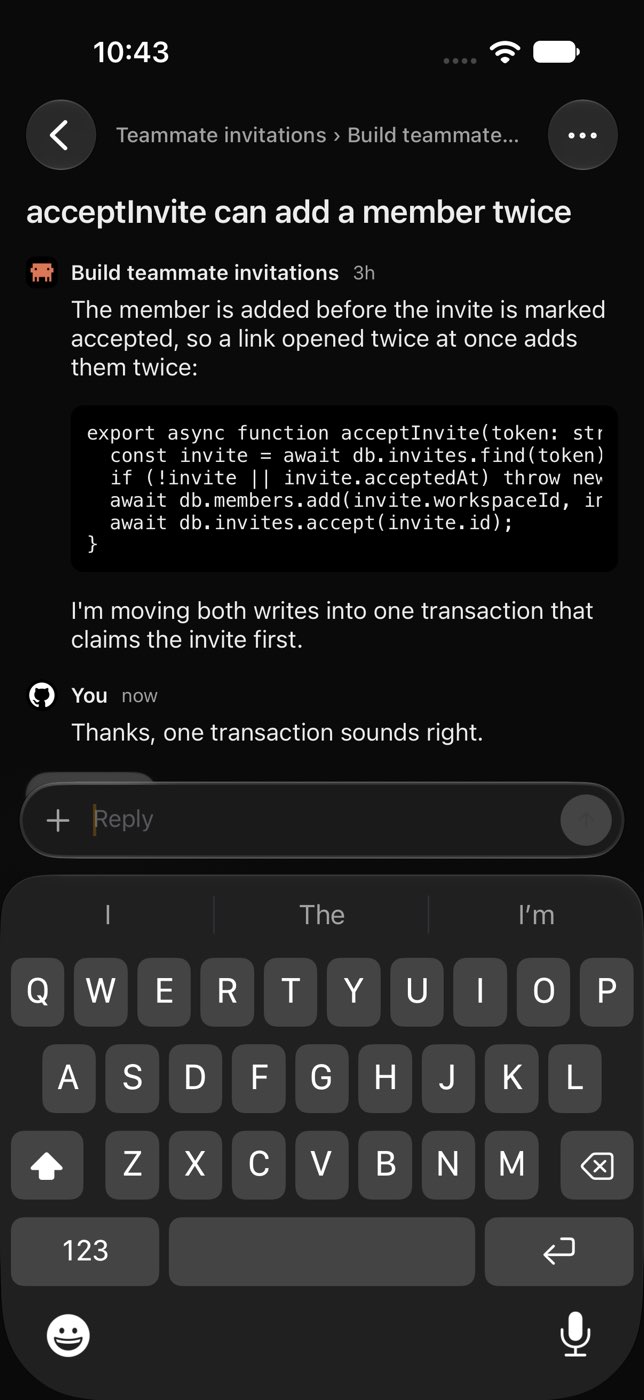 10:43
Teammate invitations › Build teammate...
acceptInvite can add a member twice
Build teammate invitations 3h
The member is added before the invite is marked
accepted, so a link opened twice at once adds
them twice:
export async function acceptInvite(token: str
  const invite = await db.invites.find(token)
  if (!invite || invite.acceptedAt) throw new
  await db.members.add(invite.workspaceId, in
  await db.invites.accept(invite.id);
}
I'm moving both writes into one transaction that
claims the invite first.
You now
Thanks, one transaction sounds right.
Reply
I The I’m
Q W E R T Y U I O P
A S D F G H J K L
Z X C V B N M
123